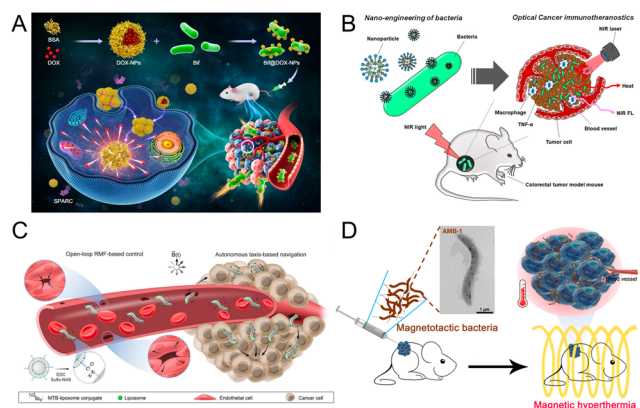 A
BSA
DOX
DOX-NPs
Bif
Bif@DOX-NPs
SPARC
B
Nano-engineering of bacteria
Optical Cancer immunotheranostics
Nanoparticle
Bacteria
NIR laser
Heat
NIR FL
Macrophage
TNF-α
Tumor cell
Blood vessel
NIR light
Colorectal tumor model mouse
C
Open-loop RMF-based control
B(t)
Autonomous taxis-based navigation
EDC
Sulfo-NHS
MTB-liposome conjugate
Liposome
Endothelial cell
Cancer cell
D
AMB-1
1 µm
Magnetotactic bacteria
Blood vessel
Magnetic hyperthermia